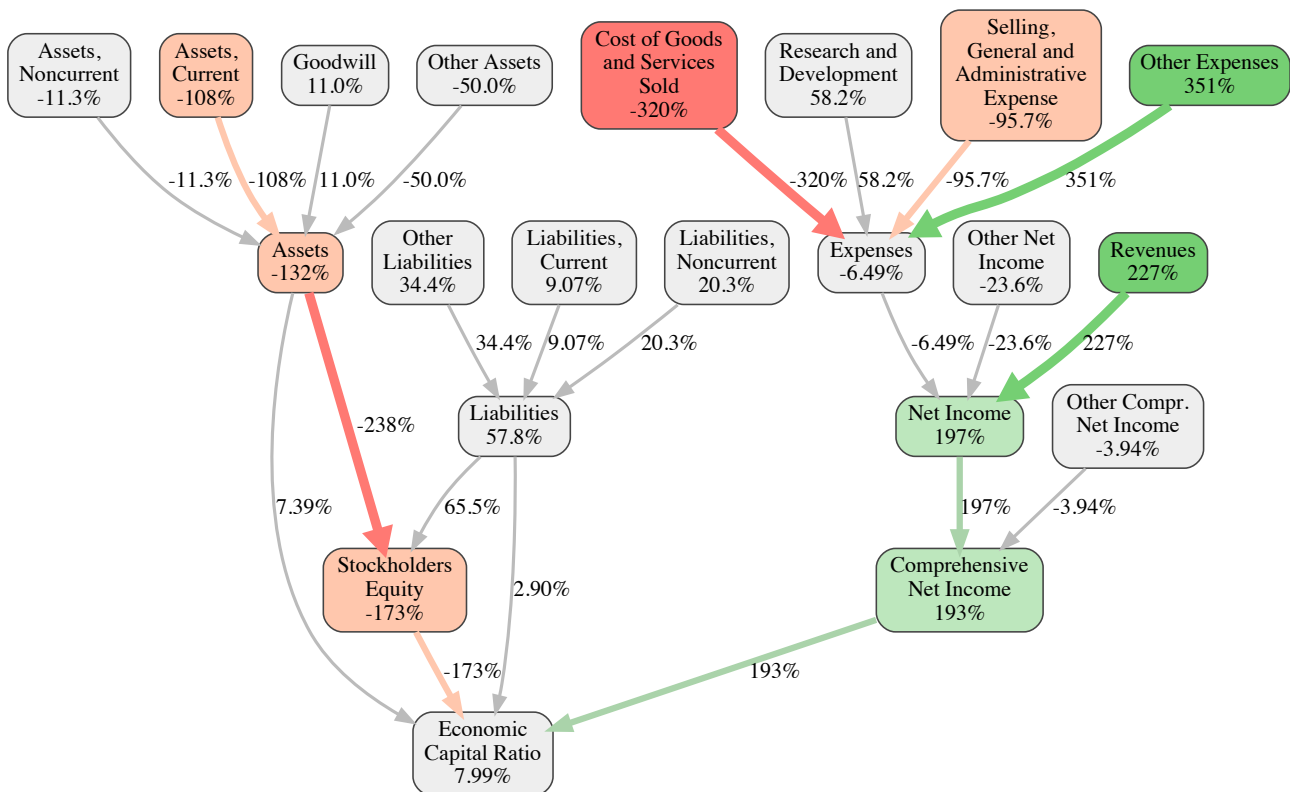 Assets,
Noncurrent
-11.3%
Assets,
Current
-108%
Goodwill
11.0%
Other Assets
-50.0%
Cost of Goods
and Services
Sold
-320%
Research and
Development
58.2%
Selling,
General and
Administrative
Expense
-95.7%
Other Expenses
351%
-11.3%
-108%
11.0%
-50.0%
-320%
58.2%
-95.7%
351%
Assets
-132%
Other
Liabilities
34.4%
Liabilities,
Current
9.07%
Liabilities,
Noncurrent
20.3%
Expenses
-6.49%
Other Net
Income
-23.6%
Revenues
227%
34.4%
9.07%
20.3%
-6.49%
-23.6%
227%
-238%
Liabilities
57.8%
Net Income
197%
Other Compr.
Net Income
-3.94%
7.39%
65.5%
197%
-3.94%
Stockholders
Equity
-173%
2.90%
Comprehensive
Net Income
193%
-173%
193%
Economic
Capital Ratio
7.99%